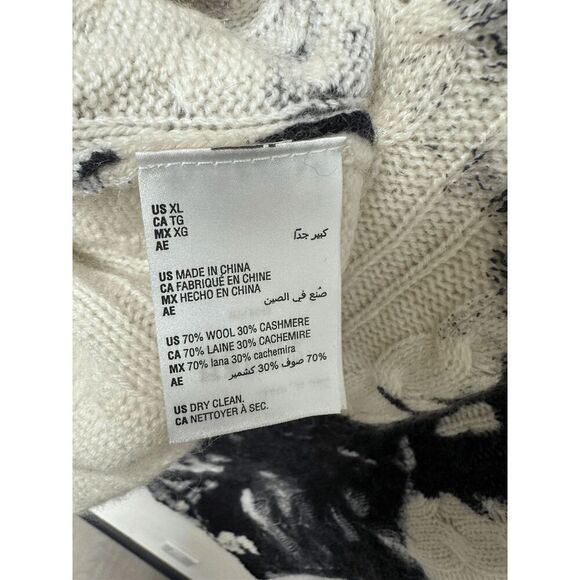 US XL
CA TG
MX XG
AE كبير جدًا
US MADE IN CHINA
CA FABRIQUÉ EN CHINE
MX HECHO EN CHINA
AE صُنع في الصين
US 70% WOOL 30% CASHMERE
CA 70% LAINE 30% CACHEMIRE
MX 70% lana 30% cachemira
AE 70% صوف 30% كشمير
US DRY CLEAN.
CA NETTOYER À SEC.